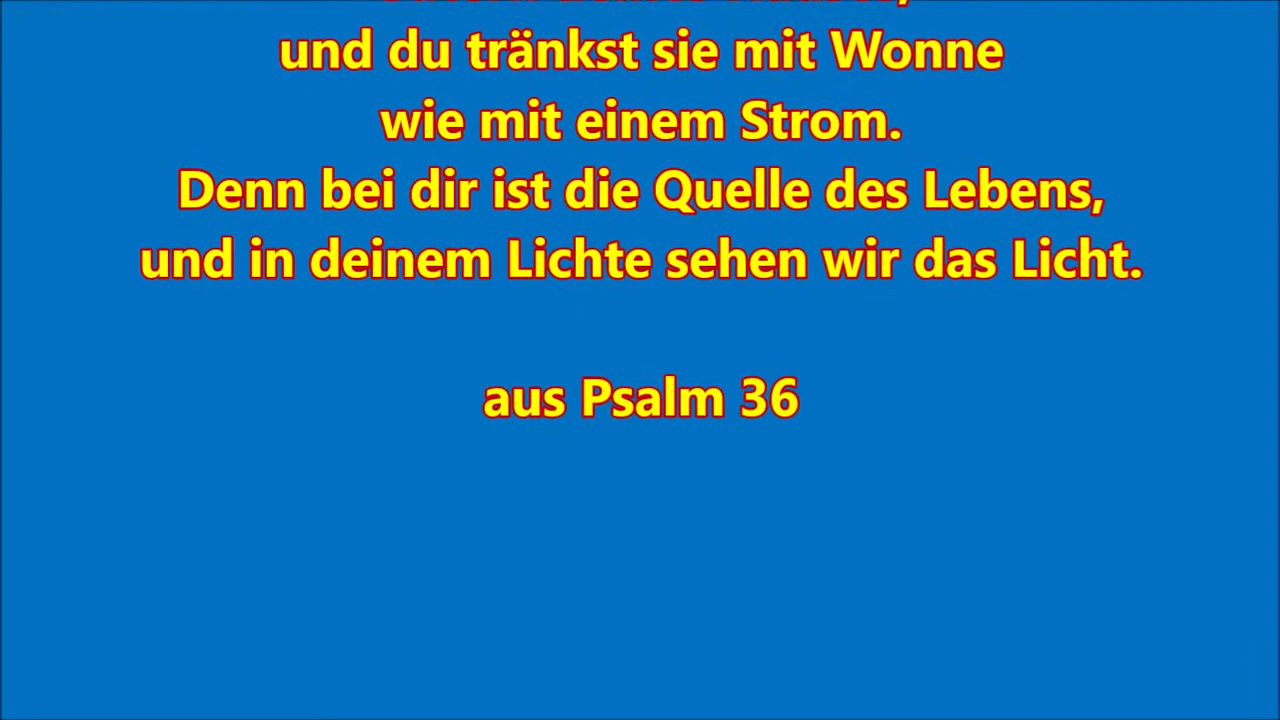 und du tränkst sie mit Wonne
wie mit einem Strom.
Denn bei dir ist die Quelle des Lebens,
und in deinem Lichte sehen wir das Licht.
aus Psalm 36